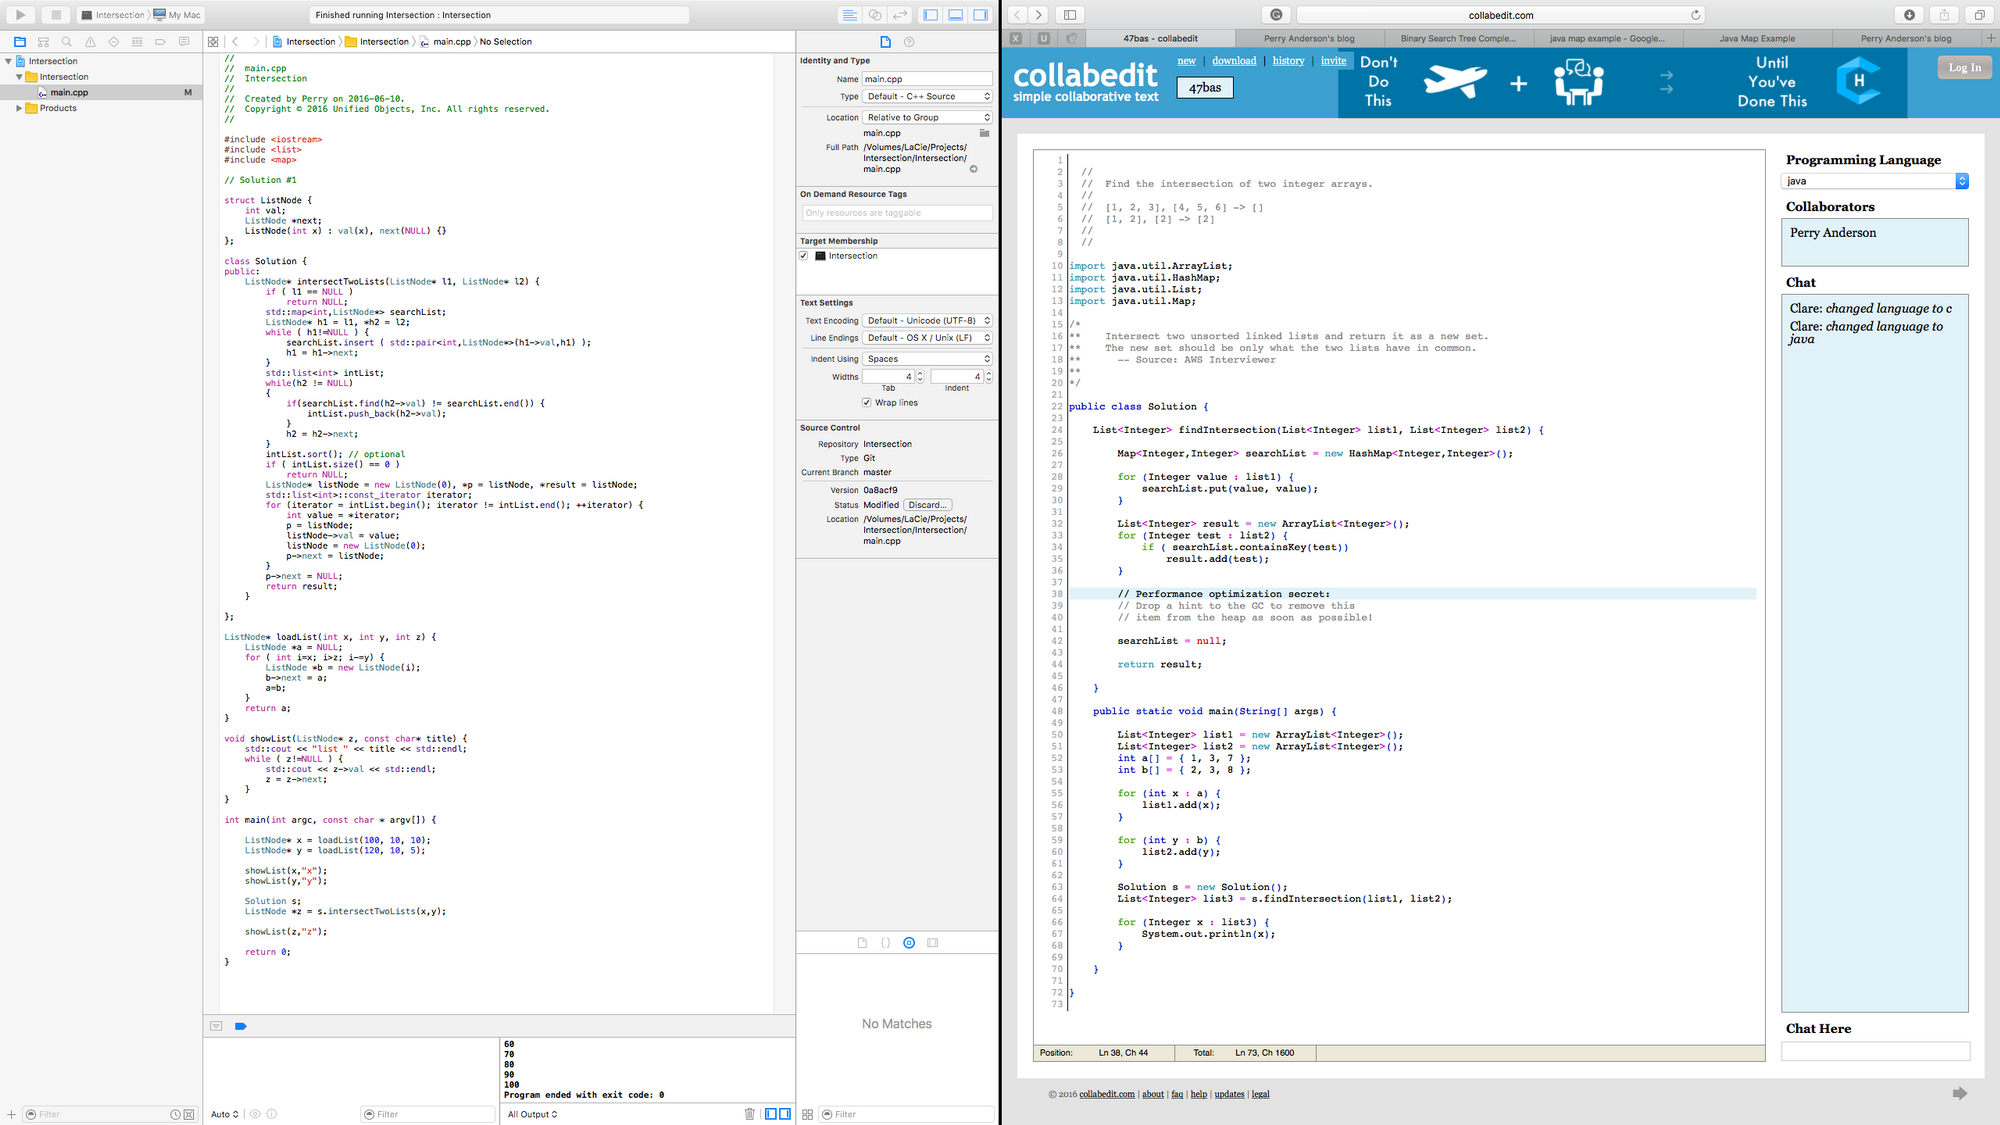 Intersection
My Mac
Finished running Intersection : Intersection
Intersection
Intersection
main.cpp
No Selection
Intersection
Intersection
main.cpp
M
Products
//
//  main.cpp
//  Intersection
//
//  Created by Perry on 2016-06-10.
//  Copyright © 2016 Unified Objects, Inc. All rights reserved.
//
#include <iostream>
#include <list>
#include <map>
// Solution #1
struct ListNode {
    int val;
    ListNode *next;
    ListNode(int x) : val(x), next(NULL) {}
};
class Solution {
public:
    ListNode* intersectTwoLists(ListNode* l1, ListNode* l2) {
        if ( l1 == NULL )
            return NULL;
        std::map<int,ListNode*> searchList;
        ListNode* h1 = l1, *h2 = l2;
        while ( h1!=NULL ) {
            searchList.insert ( std::pair<int,ListNode*>(h1->val,h1) );
            h1 = h1->next;
        }
        std::list<int> intList;
        while(h2 != NULL)
        {
            if(searchList.find(h2->val) != searchList.end()) {
                intList.push_back(h2->val);
            }
            h2 = h2->next;
        }
        intList.sort(); // optional
        if ( intList.size() == 0 )
            return NULL;
        ListNode* listNode = new ListNode(0), *p = listNode, *result = listNode;
        std::list<int>::const_iterator iterator;
        for (iterator = intList.begin(); iterator != intList.end(); ++iterator) {
            int value = *iterator;
            p = listNode;
            listNode->val = value;
            listNode = new ListNode(0);
            p->next = listNode;
        }
        p->next = NULL;
        return result;
    }
};
ListNode* loadList(int x, int y, int z) {
    ListNode *a = NULL;
    for ( int i=x; i>z; i-=y) {
        ListNode *b = new ListNode(i);
        b->next = a;
        a=b;
    }
    return a;
}
void showList(ListNode* z, const char* title) {
    std::cout << "list " << title << std::endl;
    while ( z!=NULL ) {
        std::cout << z->val << std::endl;
        z = z->next;
    }
}
int main(int argc, const char * argv[]) {
    ListNode* x = loadList(100, 10, 10);
    ListNode* y = loadList(120, 10, 5);
    showList(x,"x");
    showList(y,"y");
    Solution s;
    ListNode *z = s.intersectTwoLists(x,y);
    showList(z,"z");
    return 0;
}
60
70
80
90
100
Program ended with exit code: 0
Filter
Auto
Filter
All Output
Identity and Type
Name main.cpp
Type Default - C++ Source
Location Relative to Group
main.cpp
Full Path /Volumes/LaCie/Projects/
Intersection/Intersection/
main.cpp
On Demand Resource Tags
Only resources are taggable
Target Membership
Intersection
Text Settings
Text Encoding Default - Unicode (UTF-8)
Line Endings Default - OS X / Unix (LF)
Indent Using Spaces
Widths 4 4
Tab Indent
Wrap lines
Source Control
Repository Intersection
Type Git
Current Branch master
Version 0a8acf9
Status Modified Discard...
Location /Volumes/LaCie/Projects/
Intersection/Intersection/
main.cpp
No Matches
Filter
collabedit.com
47bas - collabedit
Perry Anderson's blog
Binary Search Tree Comple...
java map example - Google...
Java Map Example
Perry Anderson's blog
collabedit
simple collaborative text
new | download | history | invite
47bas
Don't
Do
This
+
Until
You've
Done This
H
Log In
1
2  //
3  //  Find the intersection of two integer arrays.
4  //
5  //  [1, 2, 3], [4, 5, 6] -> []
6  //  [1, 2], [2] -> [2]
7  //
8  //
9
10 import java.util.ArrayList;
11 import java.util.HashMap;
12 import java.util.List;
13 import java.util.Map;
14
15 /*
16 **    Intersect two unsorted linked lists and return it as a new set.
17 **    The new set should be only what the two lists have in common.
18 **      -- Source: AWS Interviewer
19 **
20 */
21
22 public class Solution {
23
24     List<Integer> findIntersection(List<Integer> list1, List<Integer> list2) {
25
26         Map<Integer,Integer> searchList = new HashMap<Integer,Integer>();
27
28         for (Integer value : list1) {
29             searchList.put(value, value);
30         }
31
32         List<Integer> result = new ArrayList<Integer>();
33         for (Integer test : list2) {
34             if ( searchList.containsKey(test))
35                 result.add(test);
36         }
37
38         // Performance optimization secret:
39         // Drop a hint to the GC to remove this
40         // item from the heap as soon as possible!
41
42         searchList = null;
43
44         return result;
45
46     }
47
48     public static void main(String[] args) {
49
50         List<Integer> list1 = new ArrayList<Integer>();
51         List<Integer> list2 = new ArrayList<Integer>();
52         int a[] = { 1, 3, 7 };
53         int b[] = { 2, 3, 8 };
54
55         for (int x : a) {
56             list1.add(x);
57         }
58
59         for (int y : b) {
60             list2.add(y);
61         }
62
63         Solution s = new Solution();
64         List<Integer> list3 = s.findIntersection(list1, list2);
65
66         for (Integer x : list3) {
67             System.out.println(x);
68         }
69
70     }
71
72 }
73
Position: Ln 38, Ch 44 Total: Ln 73, Ch 1600
Programming Language
java
Collaborators
Perry Anderson
Chat
Clare: changed language to c
Clare: changed language to
java
Chat Here
© 2016 collabedit.com | about | faq | help | updates | legal